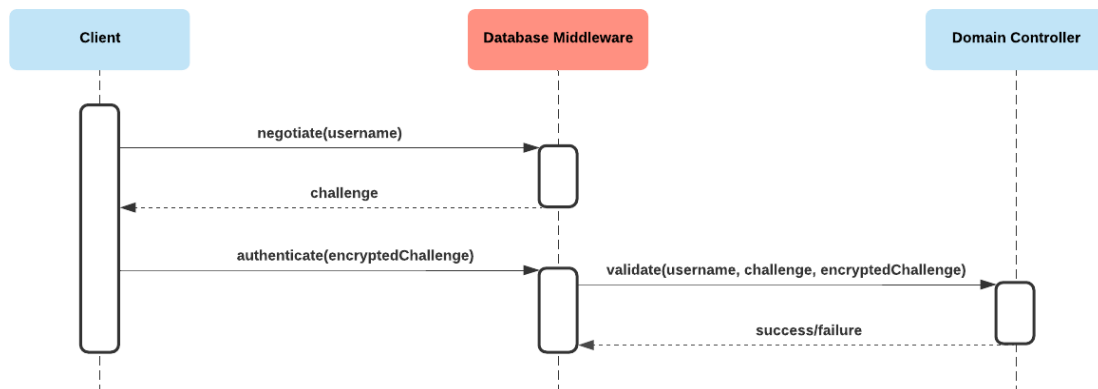 Client
Database Middleware
Domain Controller
negotiate(username)
challenge
authenticate(encryptedChallenge)
validate(username, challenge, encryptedChallenge)
success/failure